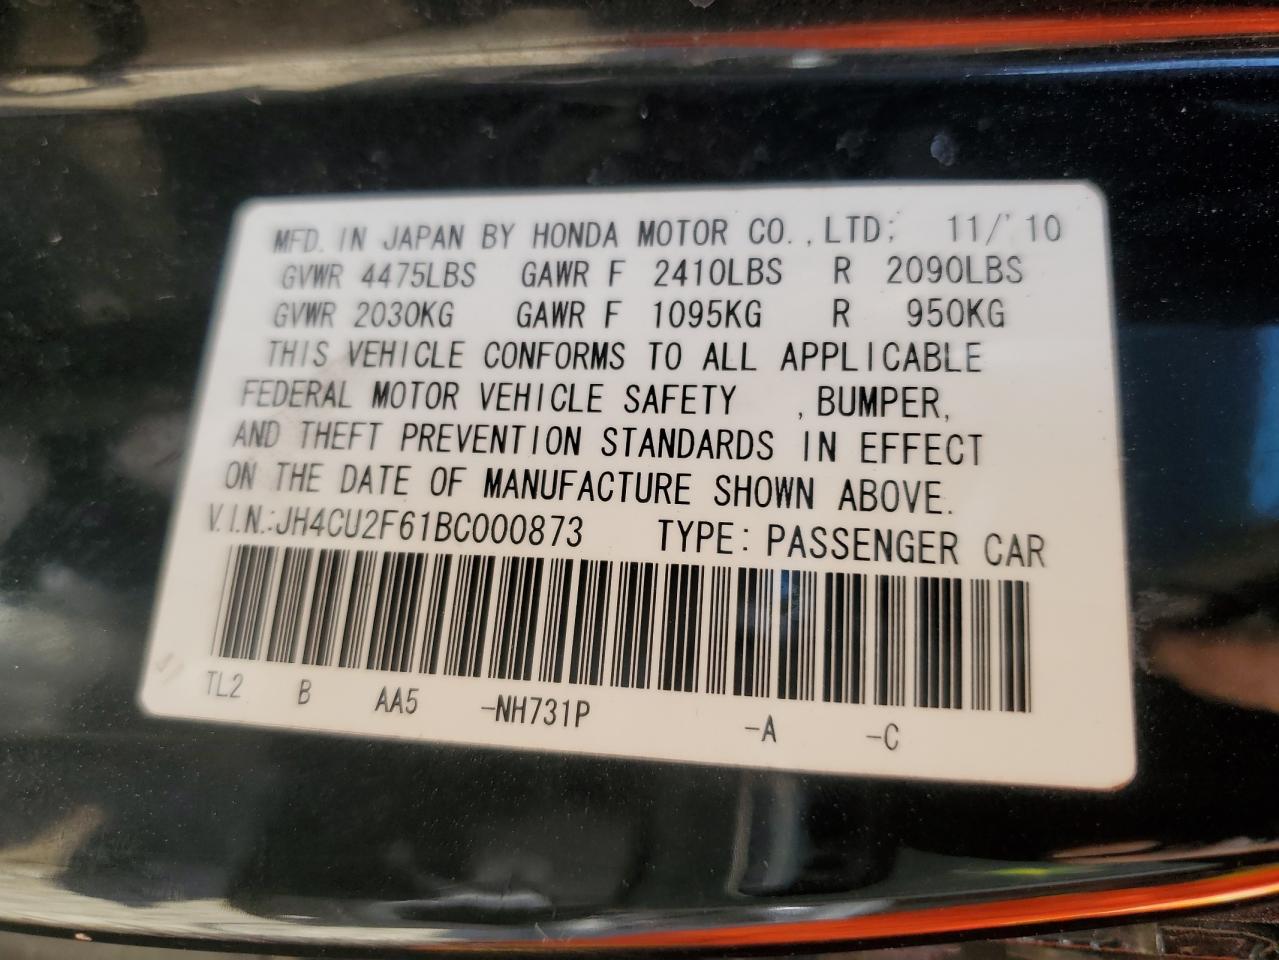 MFD. IN JAPAN BY HONDA MOTOR CO., LTD; 11/'10
GVWR 4475LBS GAWR F 2410LBS R 2090LBS
GVWR 2030KG GAWR F 1095KG R 950KG
THIS VEHICLE CONFORMS TO ALL APPLICABLE
FEDERAL MOTOR VEHICLE SAFETY , BUMPER,
AND THEFT PREVENTION STANDARDS IN EFFECT
ON THE DATE OF MANUFACTURE SHOWN ABOVE.
V.I.N.:JH4CU2F61BC000873 TYPE: PASSENGER CAR
TL2 B AA5 -NH731P -A -C